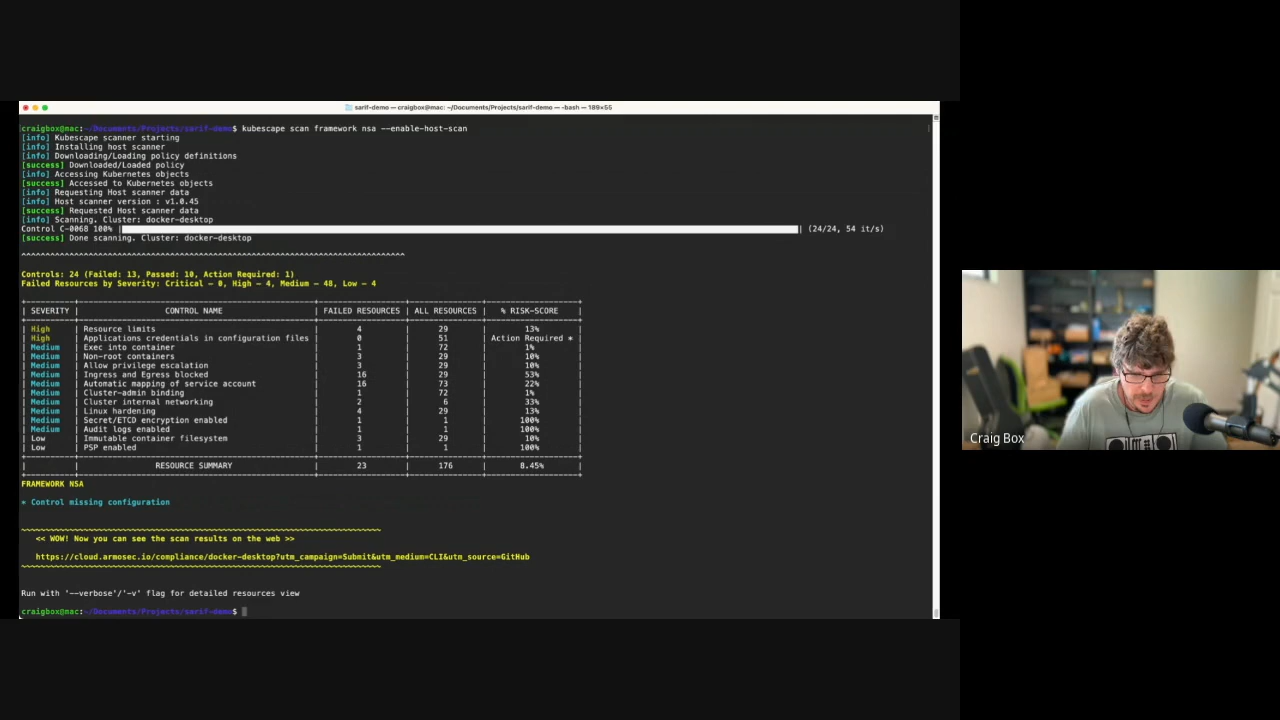 sarif-demo — craigbox@mac: ~/Documents/Projects/sarif-demo — -bash — 189×55
craigbox@mac:~/Documents/Projects/sarif-demo$ kubescape scan framework nsa --enable-host-scan
[info] Kubescape scanner starting
[info] Installing host scanner
[info] Downloading/Loading policy definitions
[success] Downloaded/Loaded policy
[info] Accessing Kubernetes objects
[success] Accessed to Kubernetes objects
[info] Requesting Host scanner data
[info] Host scanner version : v1.0.45
[success] Requested Host scanner data
[info] Scanning. Cluster: docker-desktop
Control C-0068 100% | | (24/24, 54 it/s)
[success] Done scanning. Cluster: docker-desktop
^^^^^^^^^^^^^^^^^^^^^^^^^^^^^^^^^^^^^^^^^^^^^^^^^^^^^^^^^^^^^^^^^^^^^^^^^^^^^^^^^^^^
Controls: 24 (Failed: 13, Passed: 10, Action Required: 1)
Failed Resources by Severity: Critical – 0, High – 4, Medium – 48, Low – 4
| SEVERITY | CONTROL NAME | FAILED RESOURCES | ALL RESOURCES | % RISK-SCORE |
| High | Resource limits | 4 | 29 | 13% |
| High | Applications credentials in configuration files | 0 | 51 | Action Required * |
| Medium | Exec into container | 1 | 72 | 1% |
| Medium | Non-root containers | 3 | 29 | 10% |
| Medium | Allow privilege escalation | 3 | 29 | 10% |
| Medium | Ingress and Egress blocked | 16 | 29 | 53% |
| Medium | Automatic mapping of service account | 16 | 73 | 22% |
| Medium | Cluster-admin binding | 1 | 72 | 1% |
| Medium | Cluster internal networking | 2 | 6 | 33% |
| Medium | Linux hardening | 4 | 29 | 13% |
| Medium | Secret/ETCD encryption enabled | 1 | 1 | 100% |
| Medium | Audit logs enabled | 1 | 1 | 100% |
| Low | Immutable container filesystem | 3 | 29 | 10% |
| Low | PSP enabled | 1 | 1 | 100% |
| | RESOURCE SUMMARY | 23 | 176 | 8.45% |
FRAMEWORK NSA
* Control missing configuration
<< WOW! Now you can see the scan results on the web >>
https://cloud.armosec.io/compliance/docker-desktop?utm_campaign=Submit&utm_medium=CLI&utm_source=GitHub
Run with '--verbose'/'-v' flag for detailed resources view
craigbox@mac:~/Documents/Projects/sarif-demo$
Craig Box